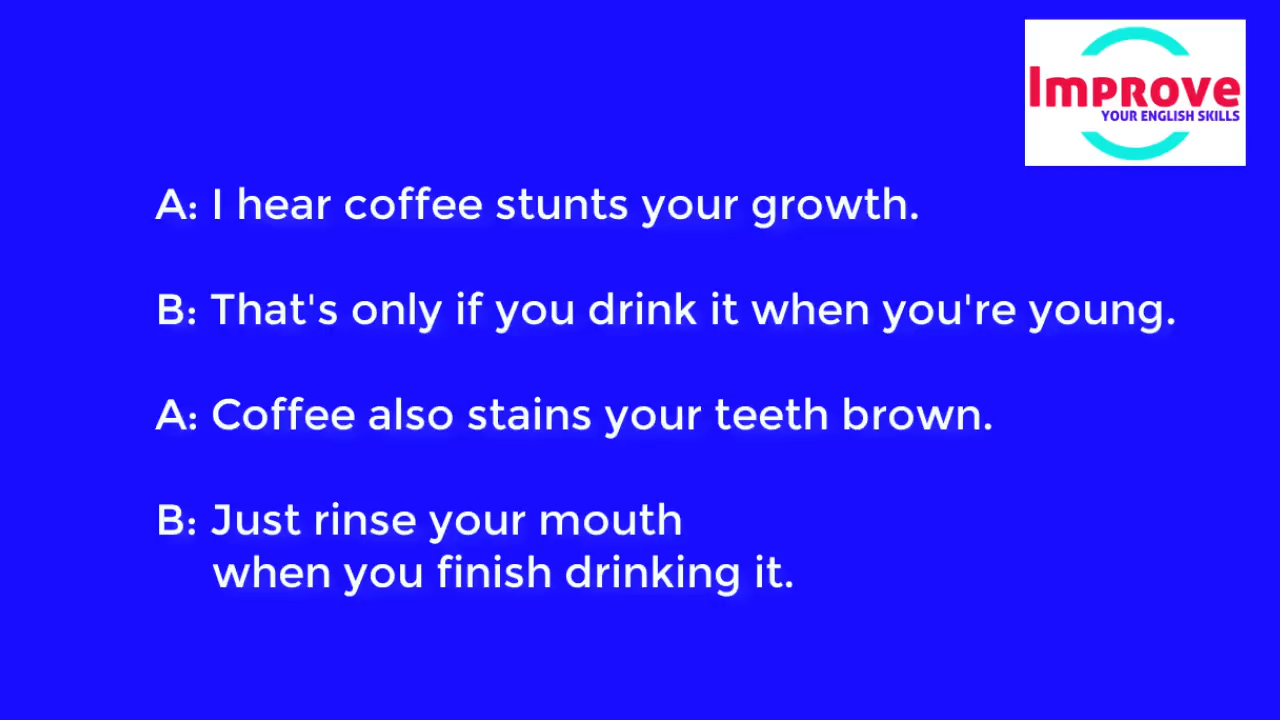 Improve
YOUR ENGLISH SKILLS
A: I hear coffee stunts your growth.
B: That's only if you drink it when you're young.
A: Coffee also stains your teeth brown.
B: Just rinse your mouth
when you finish drinking it.